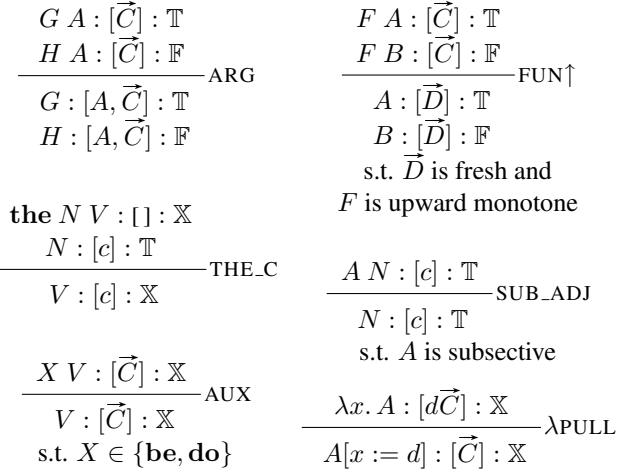 G A : [C⃗] : 𝕋
H A : [C⃗] : 𝔽
ARG
G : [A, C⃗] : 𝕋
H : [A, C⃗] : 𝔽
F A : [C⃗] : 𝕋
F B : [C⃗] : 𝔽
FUN↑
A : [D⃗] : 𝕋
B : [D⃗] : 𝔽
s.t. D⃗ is fresh and
F is upward monotone
the N V : [] : 𝕏
N : [c] : 𝕋
THE_C
V : [c] : 𝕏
A N : [c] : 𝕋
SUB_ADJ
N : [c] : 𝕋
s.t. A is subsective
X V : [C⃗] : 𝕏
AUX
V : [C⃗] : 𝕏
s.t. X ∈ {be, do}
λx. A : [dC⃗] : 𝕏
λPULL
A[x := d] : [C⃗] : 𝕏